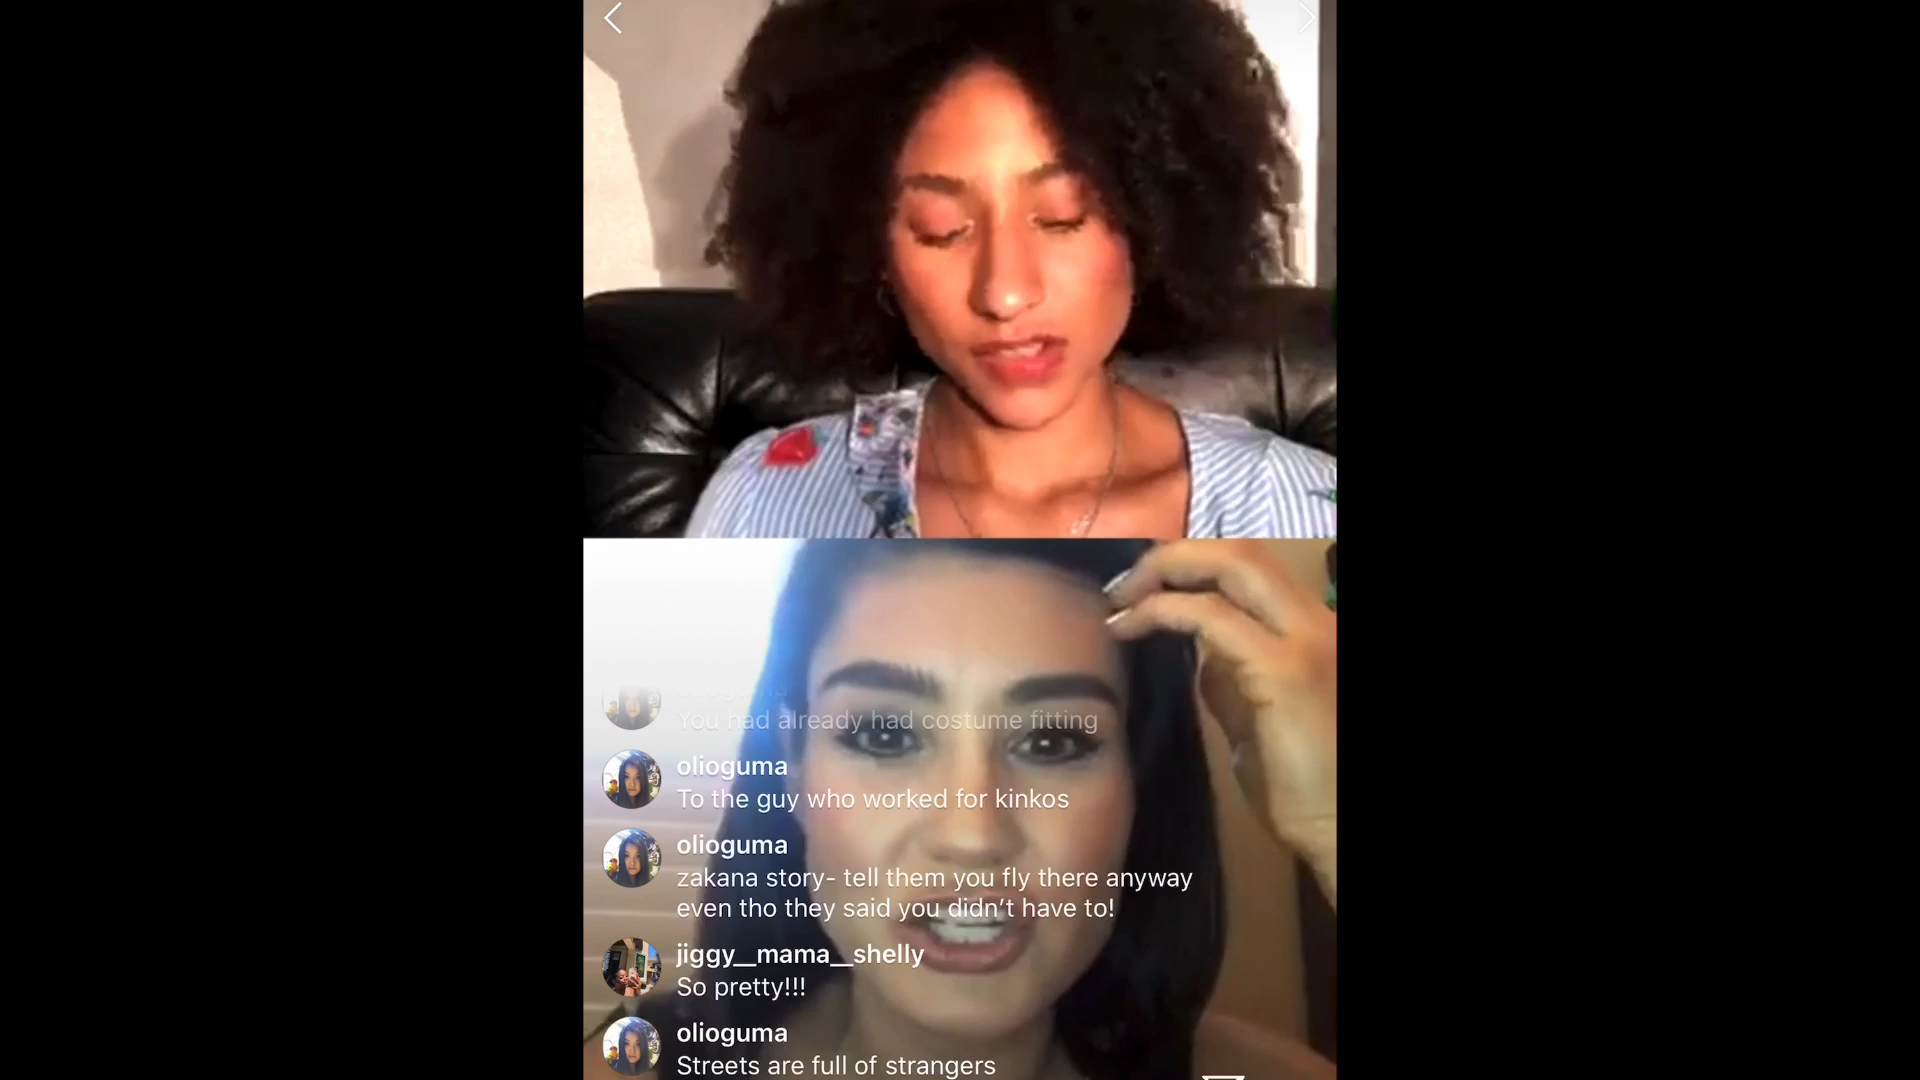 You had already had costume fitting
olioguma
To the guy who worked for kinkos
olioguma
zakana story- tell them you fly there anyway
even tho they said you didn’t have to!
jiggy__mama__shelly
So pretty!!!
olioguma
Streets are full of strangers